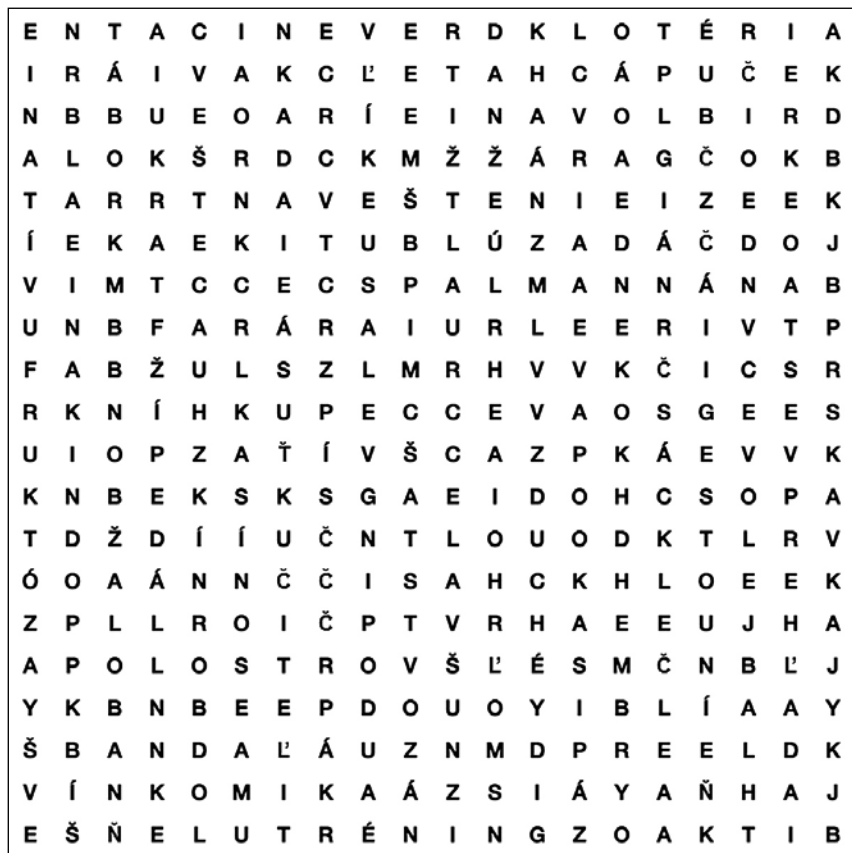 E N T A C I N E V E R D K L O T É R I A
I R Á I V A K C Ľ E T A H C Á P U Č E K
N B B U E O A R Í E I N A V O L B I R D
A L O K Š R D C K M Ž Ž Á R A G Č O K B
T A R R T N A V E Š T E N I E I Z E E K
Í E K A E K I T U B L Ú Z A D Á Č D O J
V I M T C C E C S P A L M A N N Á N A B
U N B F A R Á R A I U R L E E R I V T P
F A B Ž U L S Z L M R H V V K Č I C S R
R K N Í H K U P E C C E V A O S G E E S
U I O P Z A Ť Í V Š C A Z P K Á E V V K
K N B E K S K S G A E I D O H C S O P A
T D Ž D Í Í U Č N T L O U O D K T L R V
Ó O A Á N N Č Č I S A H C K H L O E E K
Z P L L R O I Č P T V R H A E E U J H A
A P O L O S T R O V Š Ľ É S M Č N B Ľ J
Y K B N B E E P D O U O Y I B L Í A A Y
Š B A N D A Ľ Á U Z N M D P R E E L D K
V Í N K O M I K A Á Z S I Á Y A Ň H A J
E Š Ň E L U T R É N I N G Z O A K T I B